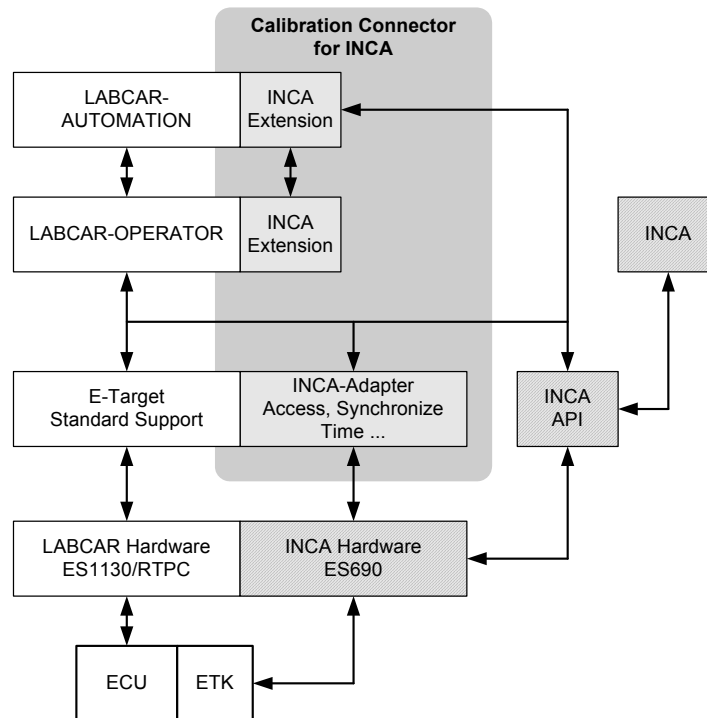 Calibration Connector
for INCA
LABCAR-
AUTOMATION
INCA
Extension
LABCAR-OPERATOR
INCA
Extension
INCA
E-Target
Standard Support
INCA-Adapter
Access, Synchronize
Time ...
INCA
API
LABCAR Hardware
ES1130/RTPC
INCA Hardware
ES690
ECU
ETK